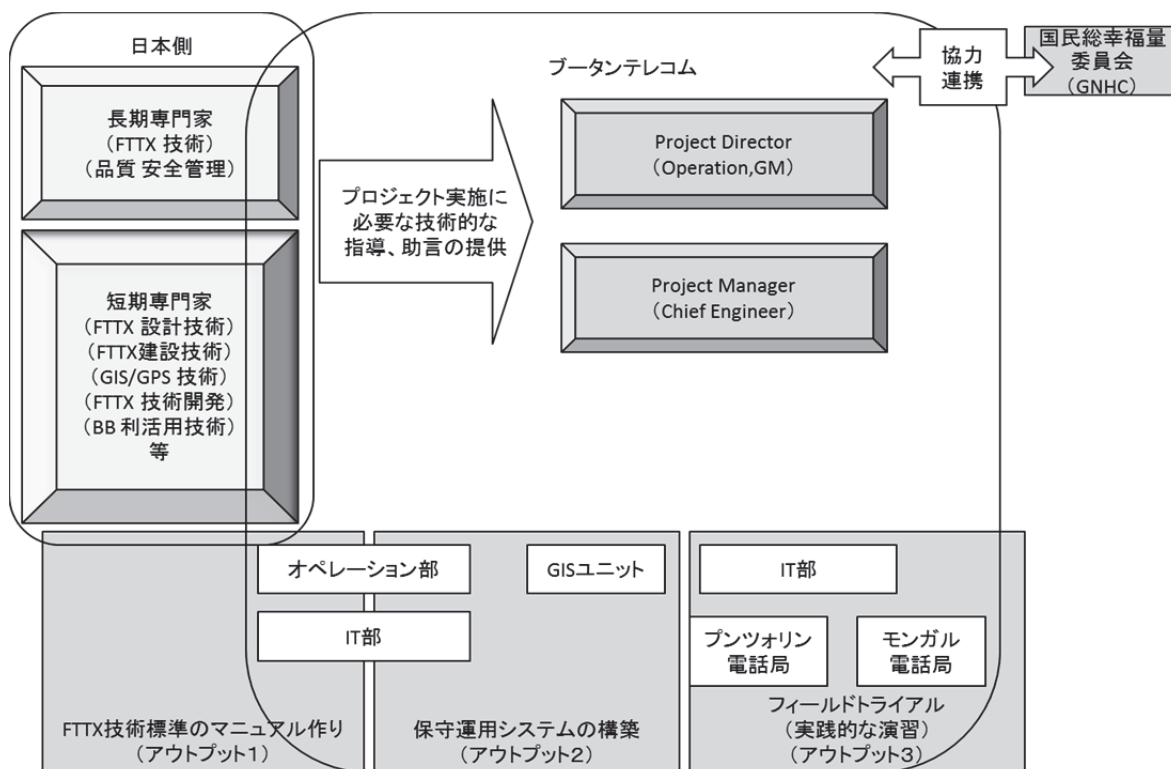 日本側
長期専門家
（FTTX 技術）
（品質 安全管理）
短期専門家
（FTTX 設計技術）
（FTTX建設技術）
（GIS/GPS 技術）
（FTTX 技術開発）
（BB 利活用技術）
等
プロジェクト実施に
必要な技術的な
指導、助言の提供
ブータンテレコム
Project Director
（Operation,GM）
Project Manager
（Chief Engineer）
協力
連携
国民総幸福量
委員会
（GNHC）
オペレーション部
IT部
FTTX技術標準のマニュアル作り
（アウトプット１）
GISユニット
保守運用システムの構築
（アウトプット２）
IT部
プンツォリン
電話局
モンガル
電話局
フィールドトライアル
（実践的な演習）
（アウトプット３）